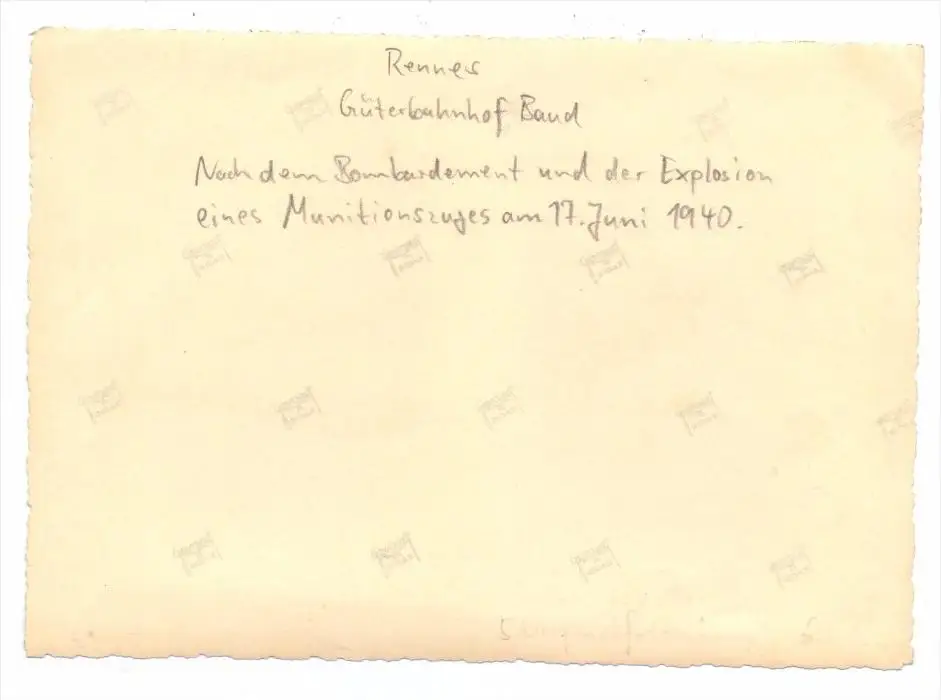 Rennes
Güterbahnhof Baud
Nach dem Bombardement und der Explosion
eines Munitionszuges am 17. Juni 1940.